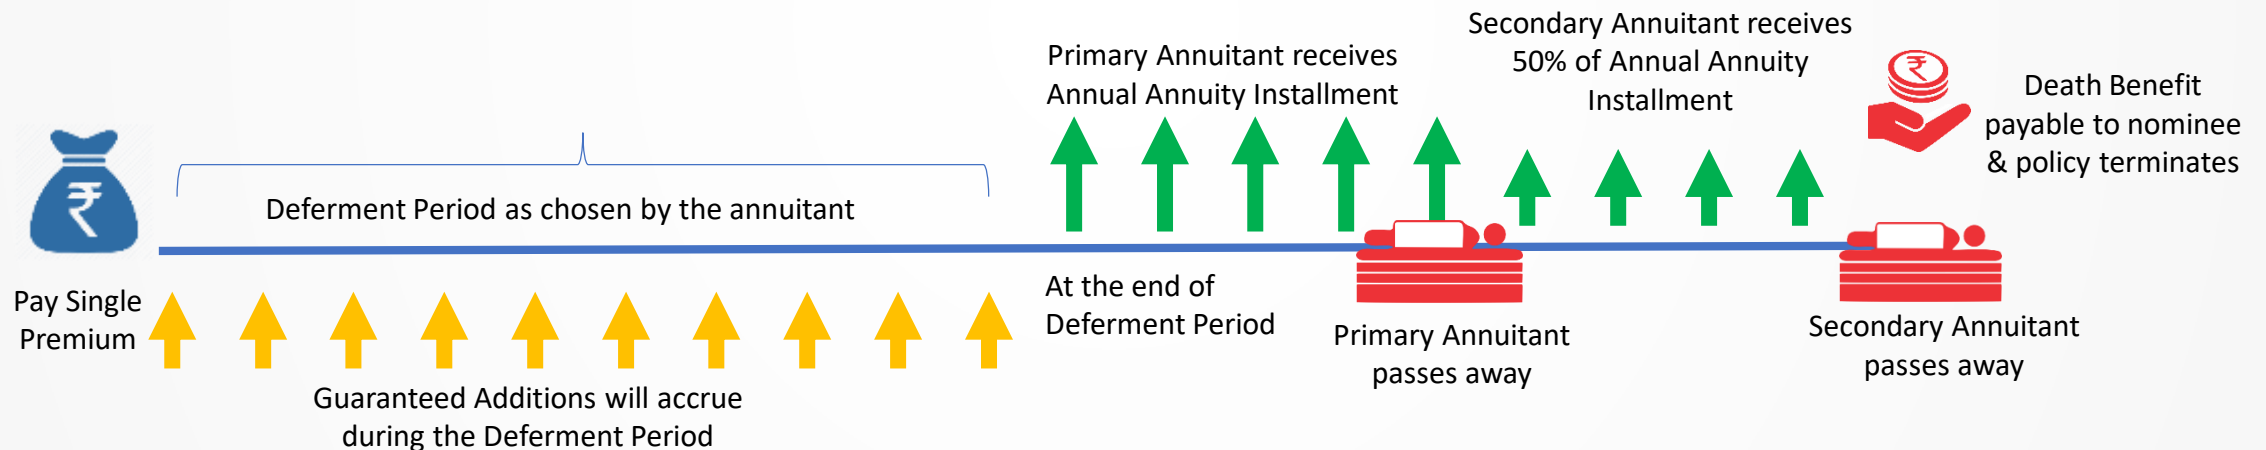 Pay Single
Premium
Deferment Period as chosen by the annuitant
Guaranteed Additions will accrue
during the Deferment Period
Primary Annuitant receives
Annual Annuity Installment
At the end of
Deferment Period
Primary Annuitant
passes away
Secondary Annuitant receives
50% of Annual Annuity
Installment
Secondary Annuitant
passes away
Death Benefit
payable to nominee
& policy terminates
₹
₹